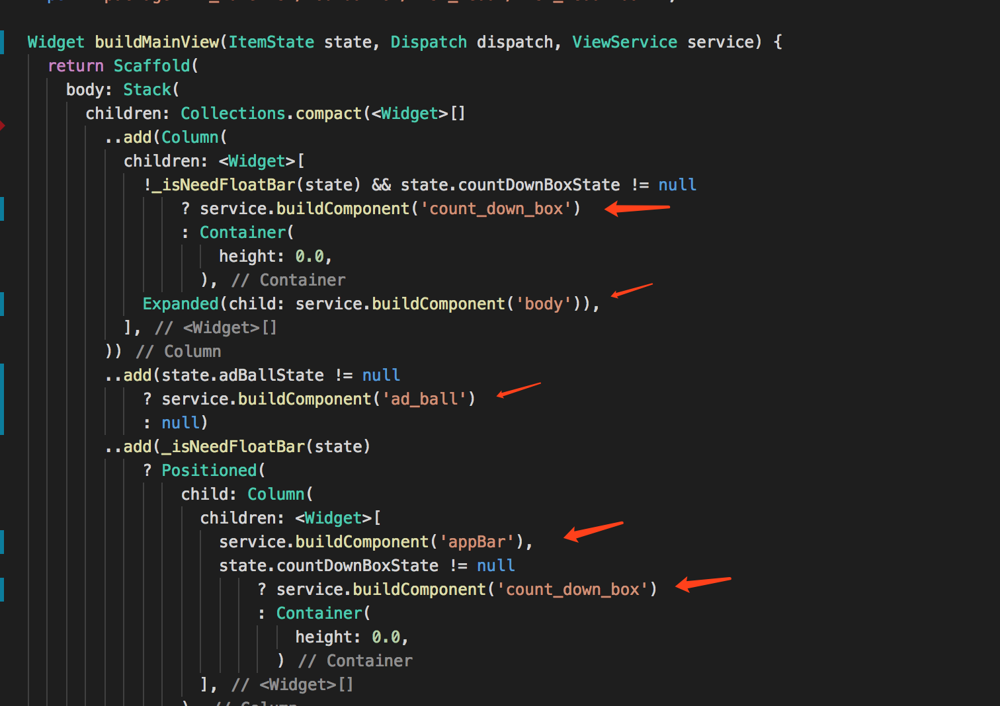 Widget buildMainView(ItemState state, Dispatch dispatch, ViewService service) {
return Scaffold(
body: Stack(
children: Collections.compact(<Widget>[]
..add(Column(
children: <Widget>[
!_isNeedFloatBar(state) && state.countDownBoxState != null
? service.buildComponent('count_down_box')
: Container(
height: 0.0,
), // Container
Expanded(child: service.buildComponent('body')),
], // <Widget>[]
)) // Column
..add(state.adBallState != null
? service.buildComponent('ad_ball')
: null)
..add(_isNeedFloatBar(state)
? Positioned(
child: Column(
children: <Widget>[
service.buildComponent('appBar'),
state.countDownBoxState != null
? service.buildComponent('count_down_box')
: Container(
height: 0.0,
) // Container
], // <Widget>[]
), // Column